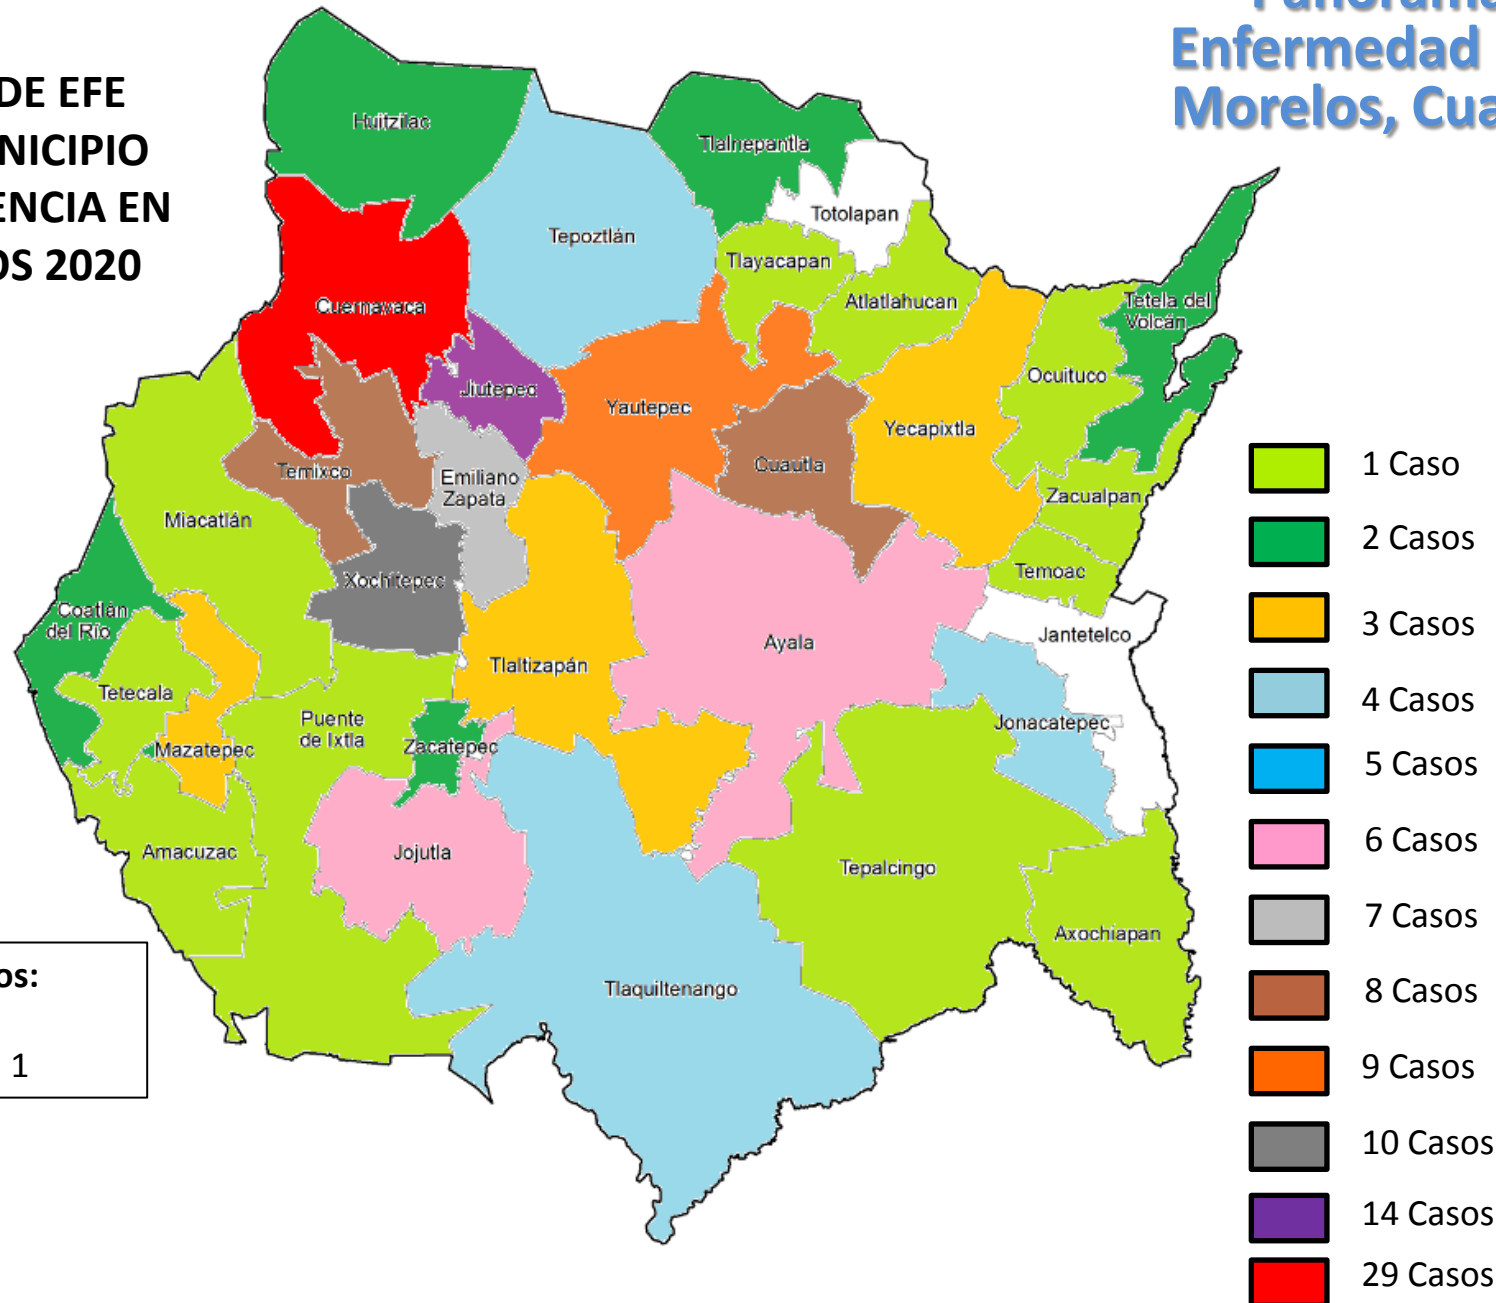 Panorama
Enfermedad
Morelos, Cua
DE EFE
NICIPIO
ENCIA EN
OS 2020
Huitzilac
Tlalnepantla
Totolapan
Tepoztlán
Tlayacapan
Atlatlahucan
Tetela del
Volcán
Cuernavaca
Ocuituco
Jiutepec
Yautepec
Yecapixtla
Cuautla
Temixco
Emiliano
Zapata
Zacualpan
Miacatlán
Temoac
Xochitepec
Coatlán
del Río
Jantetelco
Ayala
Tlaltizapán
Tetecala
Puente
de Ixtla
Jonacatepec
Zacatepec
Mazatepec
Amacuzac
Jojutla
Tepalcingo
Axochiapan
Tlaquiltenango
os:
1
1 Caso
2 Casos
3 Casos
4 Casos
5 Casos
6 Casos
7 Casos
8 Casos
9 Casos
10 Casos
14 Casos
29 Casos